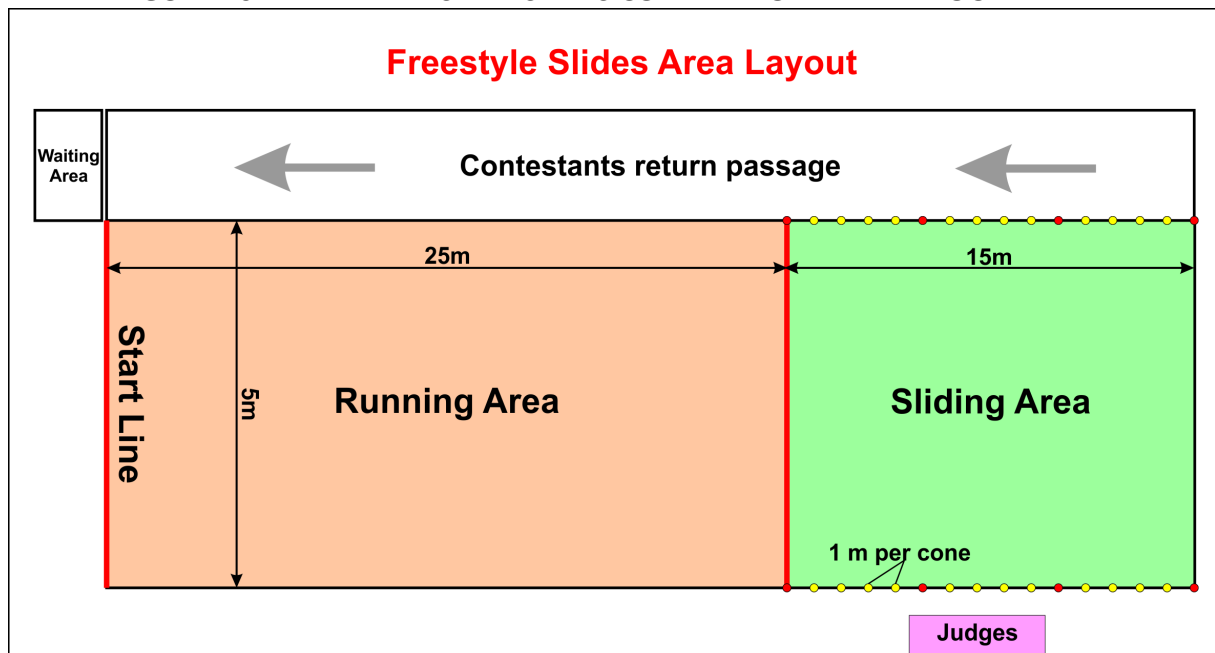 Freestyle Slides Area Layout
Waiting
Area
Contestants return passage
25m
15m
Start Line
5m
Running Area
Sliding Area
1 m per cone
Judges